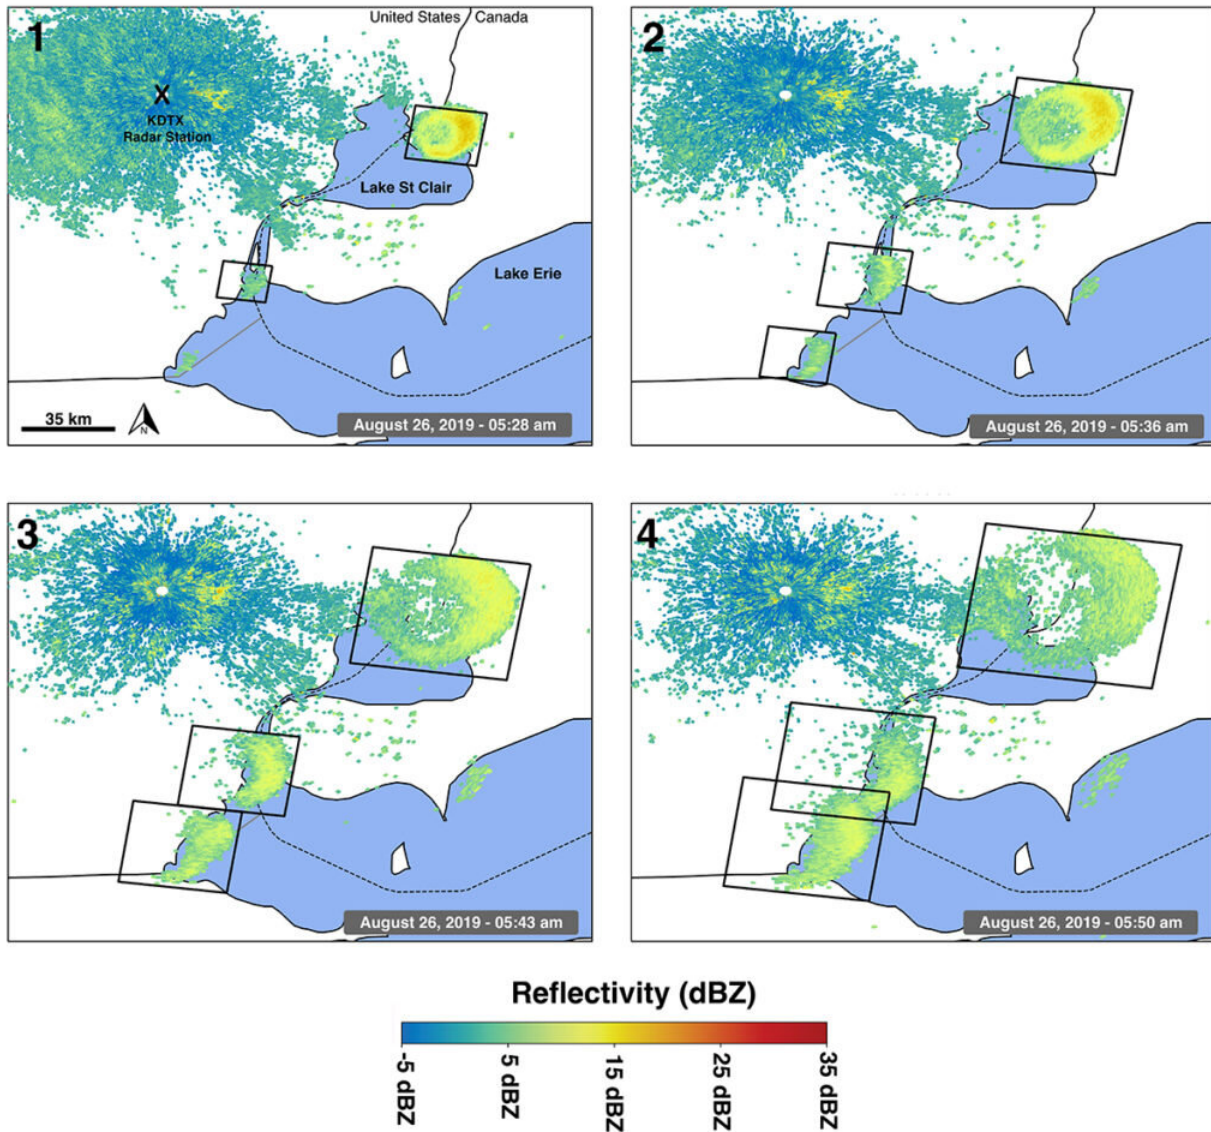 1
United States
Canada
X
KDTX
Radar Station
Lake St Clair
Lake Erie
35 km
N
August 26, 2019 - 05:28 am
2
August 26, 2019 - 05:36 am
3
August 26, 2019 - 05:43 am
4
August 26, 2019 - 05:50 am
Reflectivity (dBZ)
-5 dBZ
5 dBZ
15 dBZ
25 dBZ
35 dBZ